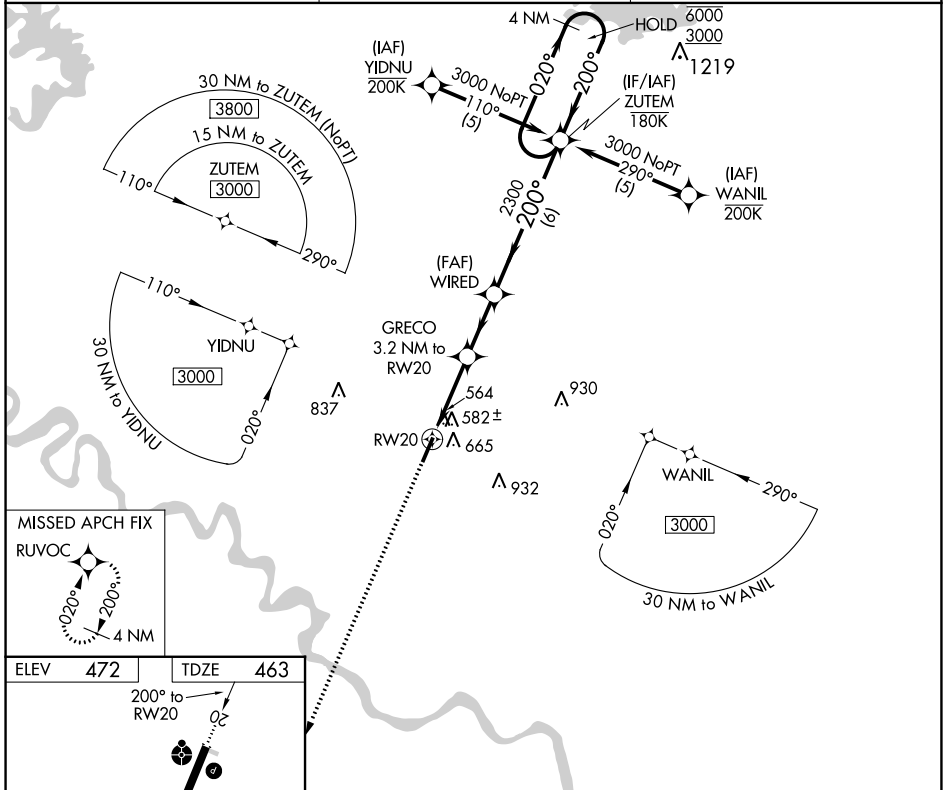 4 NM
HOLD
6000
3000
1219
(IAF)
YIDNU
200K
3000 NoPT
110°
(5)
020°
200°
(IF/IAF)
ZUTEM
180K
3000 NoPT
290°
(5)
(IAF)
WANIL
200K
30 NM to ZUTEM (NoPT)
3800
15 NM to ZUTEM
ZUTEM
3000
110°
290°
2300
200°
(6)
(FAF)
WIRED
110°
YIDNU
3000
30 NM to YIDNU
020°
GRECO
3.2 NM to
RW20
837
564
582±
RW20
665
930
932
WANIL
290°
020°
3000
30 NM to WANIL
MISSED APCH FIX
RUVOC
020°
200°
4 NM
ELEV 472
TDZE 463
200° to
RW20
20
P